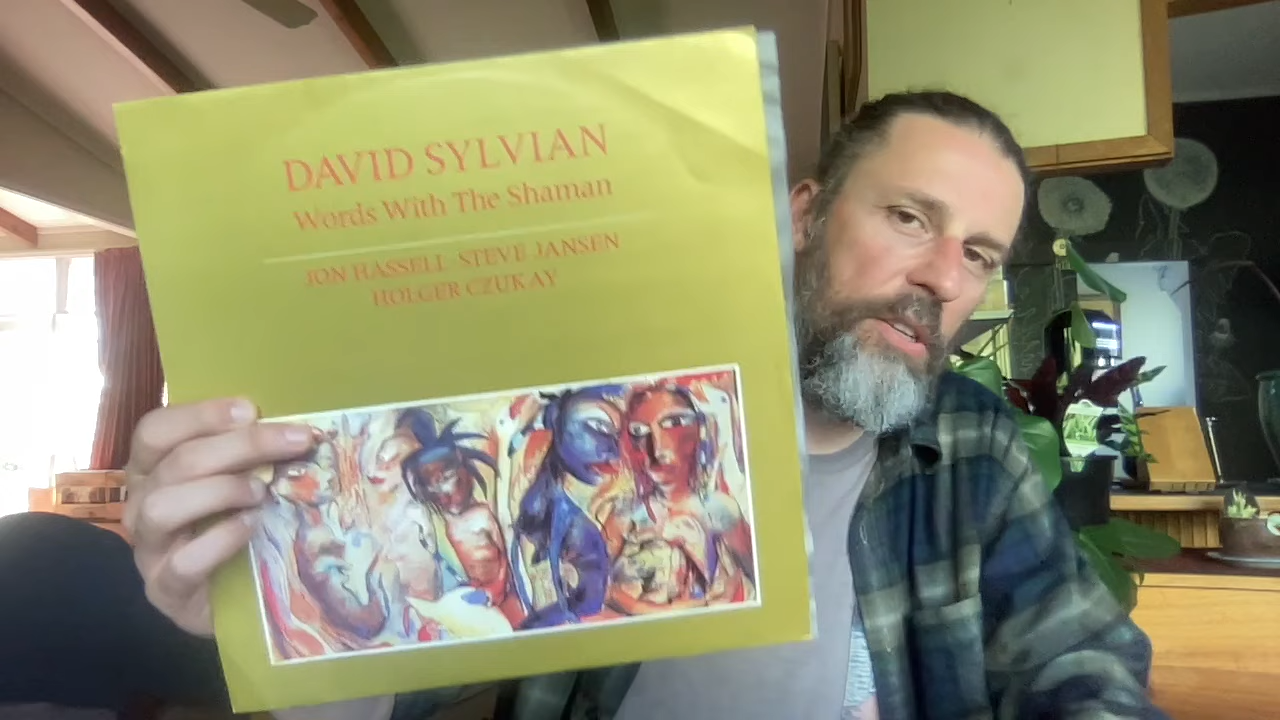 DAVID SYLVIAN
Words With The Shaman
JON HASSELL STEVE JANSEN
HOLGER CZUKAY